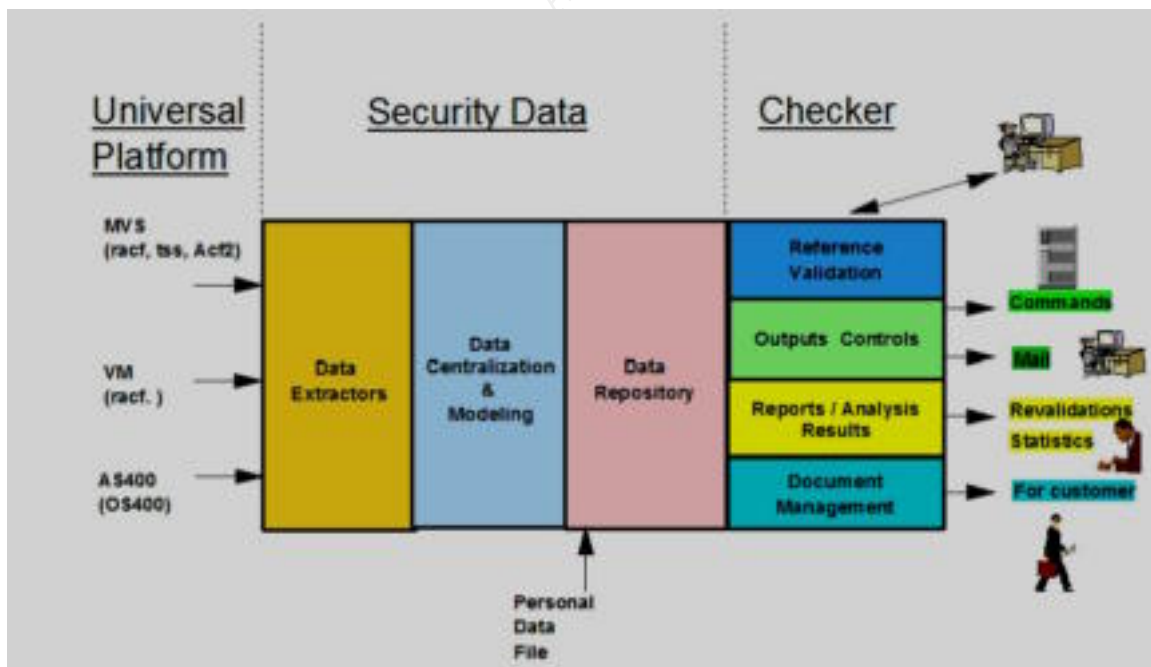 Universal
Platform
Security Data
Checker
MVS
(racf, tss, Acf2)
VM
(racf. )
AS400
(OS400)
Data
Extractors
Data
Centralization
&
Modeling
Data
Repository
Reference
Validation
Outputs Controls
Reports / Analysis
Results
Document
Management
Commands
Mail
Revalidations
Statistics
For customer
Personal
Data
File